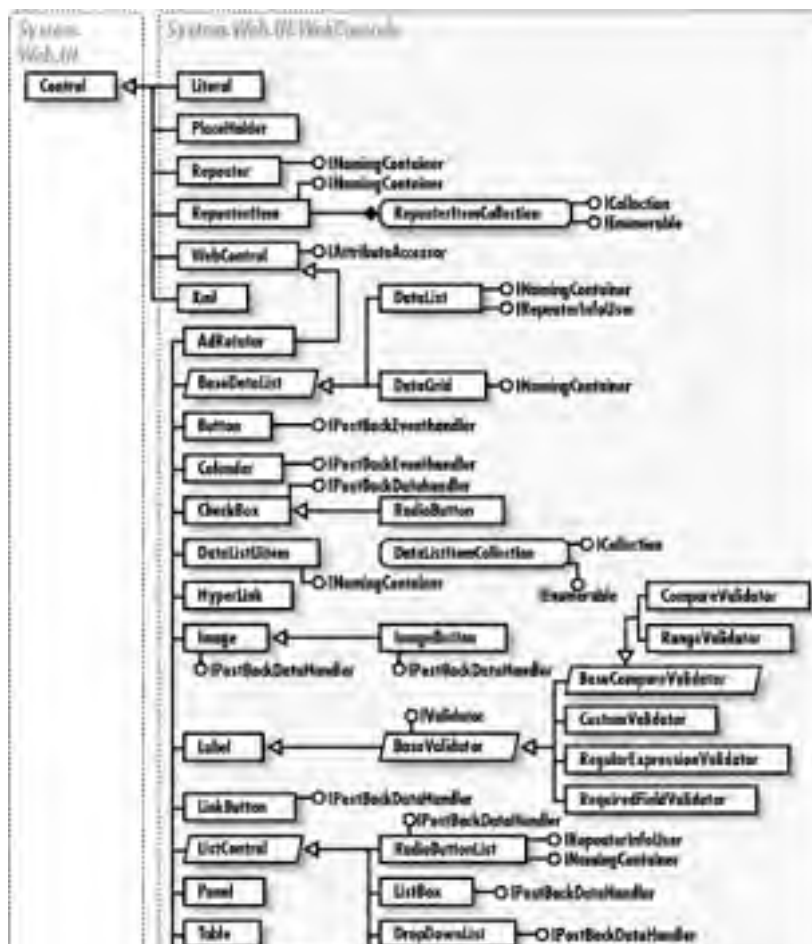 System.
Web.UI
System.Web.UI.WebControls
Control
Literal
PlaceHolder
Repeater
INamingContainer
INamingContainer
RepeaterItem
RepeaterItemCollection
ICollection
IEnumerable
WebControl
IAttributeAccessor
Xml
DataList
INamingContainer
IRepeaterInfoUser
AdRotator
BaseDataList
DataGrid
INamingContainer
Button
IPostBackEventhandler
Calendar
IPostBackEventhandler
IPostBackDatahandler
CheckBox
RadioButton
DataListItemCollection
ICollection
INamingContainer
IEnumerable
HyperLink
CompareValidator
RangeValidator
Image
ImageButton
IPostBackDataHandler
IPostBackDataHandler
BaseCompareValidator
IValidator
CustomValidator
Label
BaseValidator
RegularExpressionValidator
RequiredFieldValidator
LinkButton
IPostBackDataHandler
IPostBackDataHandler
ListControl
RadioButtonList
IRepeaterInfoUser
INamingContainer
Panel
ListBox
IPostBackDataHandler
Table
DropDownList
IPostBackDataHandler